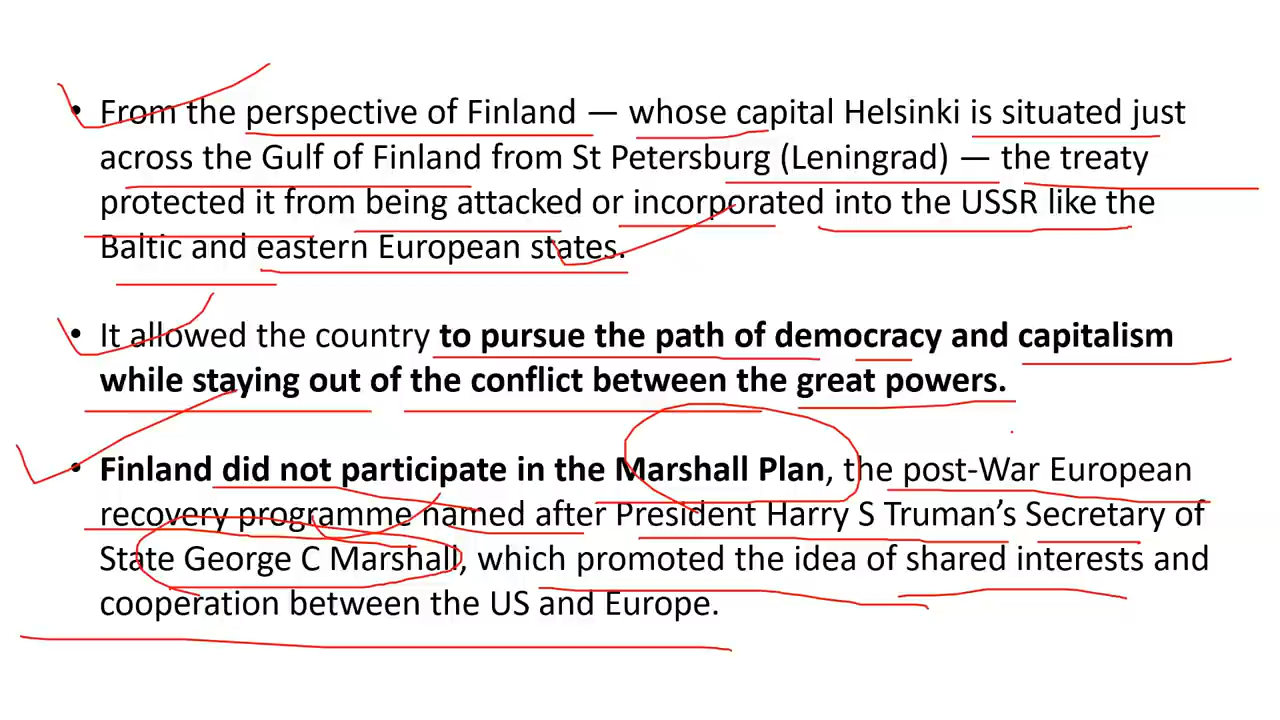 • From the perspective of Finland — whose capital Helsinki is situated just
across the Gulf of Finland from St Petersburg (Leningrad) — the treaty
protected it from being attacked or incorporated into the USSR like the
Baltic and eastern European states.
• It allowed the country to pursue the path of democracy and capitalism
while staying out of the conflict between the great powers.
• Finland did not participate in the Marshall Plan, the post-War European
recovery programme named after President Harry S Truman’s Secretary of
State George C Marshall, which promoted the idea of shared interests and
cooperation between the US and Europe.